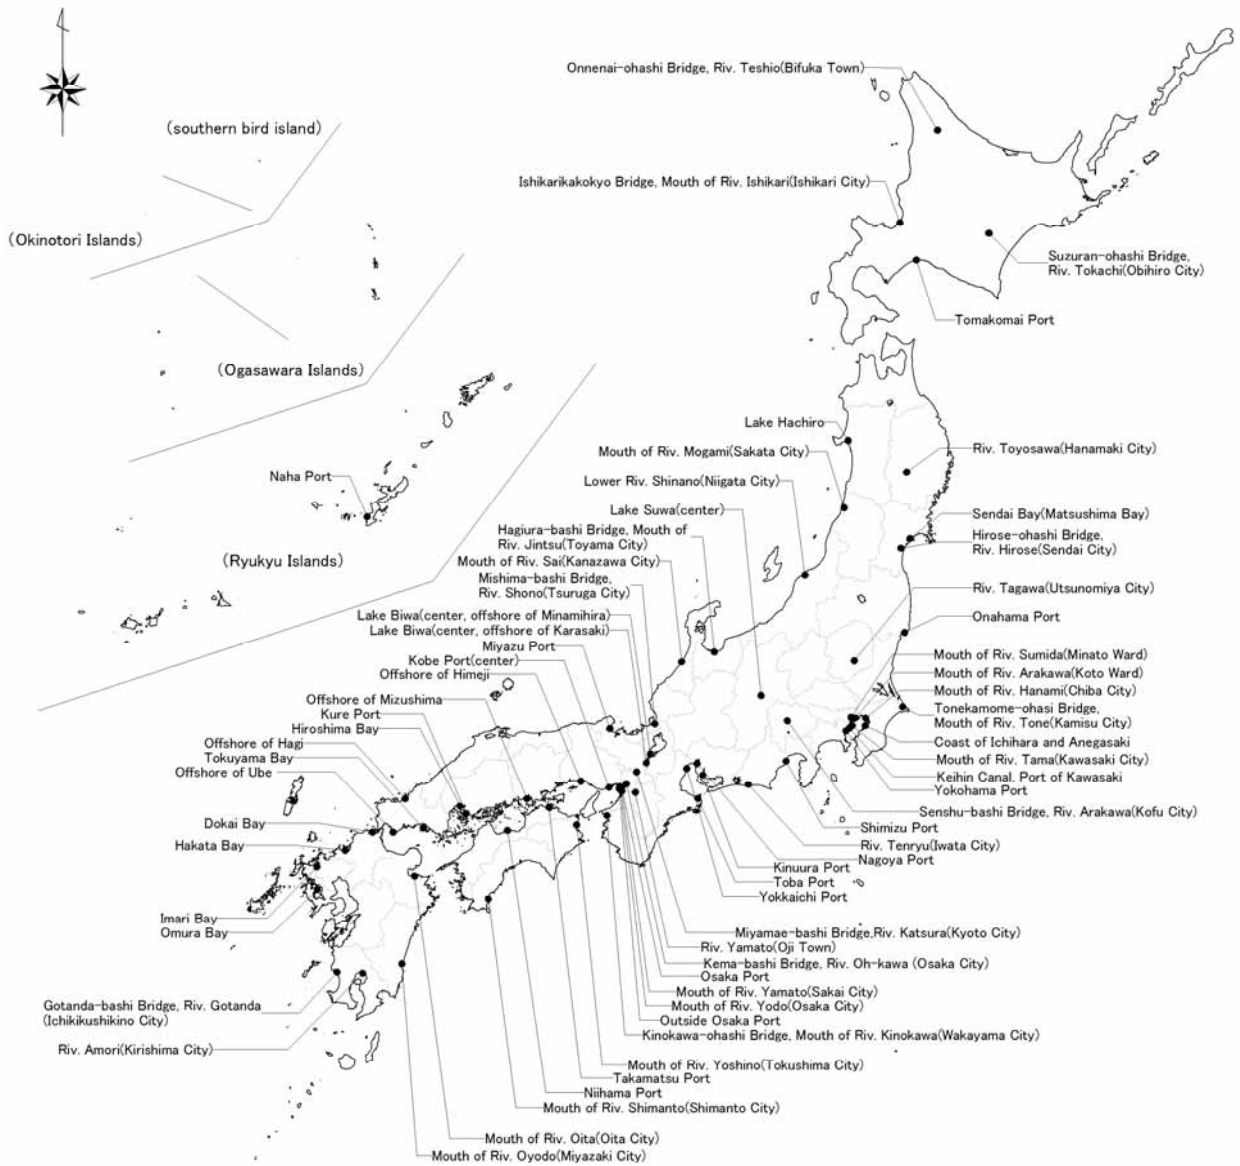 Onnenai-ohashi Bridge, Riv. Teshio(Bifuka Town)
(southern bird island)
Ishikarikakokyo Bridge, Mouth of Riv. Ishikari(Ishikari City)
(Okinotori Islands)
Suzuran-ohashi Bridge,
Riv. Tokachi(Obihiro City)
Tomakomai Port
(Ogasawara Islands)
Lake Hachiro
Mouth of Riv. Mogami(Sakata City)
Riv. Toyosawa(Hanamaki City)
Naha Port
Lower Riv. Shinano(Niigata City)
Lake Suwa(center)
Sendai Bay(Matsushima Bay)
Hagiura-bashi Bridge, Mouth of
Riv. Jintsu(Toyama City)
Hirose-ohashi Bridge,
Riv. Hirose(Sendai City)
(Ryukyu Islands)
Mouth of Riv. Sai(Kanazawa City)
Mishima-bashi Bridge,
Riv. Shono(Tsuruga City)
Riv. Tagawa(Utsunomiya City)
Lake Biwa(center, offshore of Minamihira)
Onahama Port
Lake Biwa(center, offshore of Karasaki)
Miyazu Port
Mouth of Riv. Sumida(Minato Ward)
Kobe Port(center)
Mouth of Riv. Arakawa(Koto Ward)
Offshore of Himeji
Mouth of Riv. Hanami(Chiba City)
Offshore of Mizushima
Tonekamome-ohasi Bridge,
Mouth of Riv. Tone(Kamisu City)
Kure Port
Hiroshima Bay
Offshore of Hagi
Coast of Ichihara and Anegasaki
Tokuyama Bay
Mouth of Riv. Tama(Kawasaki City)
Offshore of Ube
Keihin Canal. Port of Kawasaki
Yokohama Port
Senshu-bashi Bridge, Riv. Arakawa(Kofu City)
Dokai Bay
Shimizu Port
Hakata Bay
Riv. Tenryu(Iwata City)
Nagoya Port
Kinuura Port
Toba Port
Yokkaichi Port
Imari Bay
Omura Bay
Miyamae-bashi Bridge,Riv. Katsura(Kyoto City)
Riv. Yamato(Oji Town)
Kema-bashi Bridge, Riv. Oh-kawa (Osaka City)
Osaka Port
Mouth of Riv. Yamato(Sakai City)
Gotanda-bashi Bridge, Riv. Gotanda
(Ichikikushikino City)
Mouth of Riv. Yodo(Osaka City)
Outside Osaka Port
Kinokawa-ohashi Bridge, Mouth of Riv. Kinokawa(Wakayama City)
Riv. Amori(Kirishima City)
Mouth of Riv. Yoshino(Tokushima City)
Takamatsu Port
Niihama Port
Mouth of Riv. Shimanto(Shimanto City)
Mouth of Riv. Oita(Oita City)
Mouth of Riv. Oyodo(Miyazaki City)